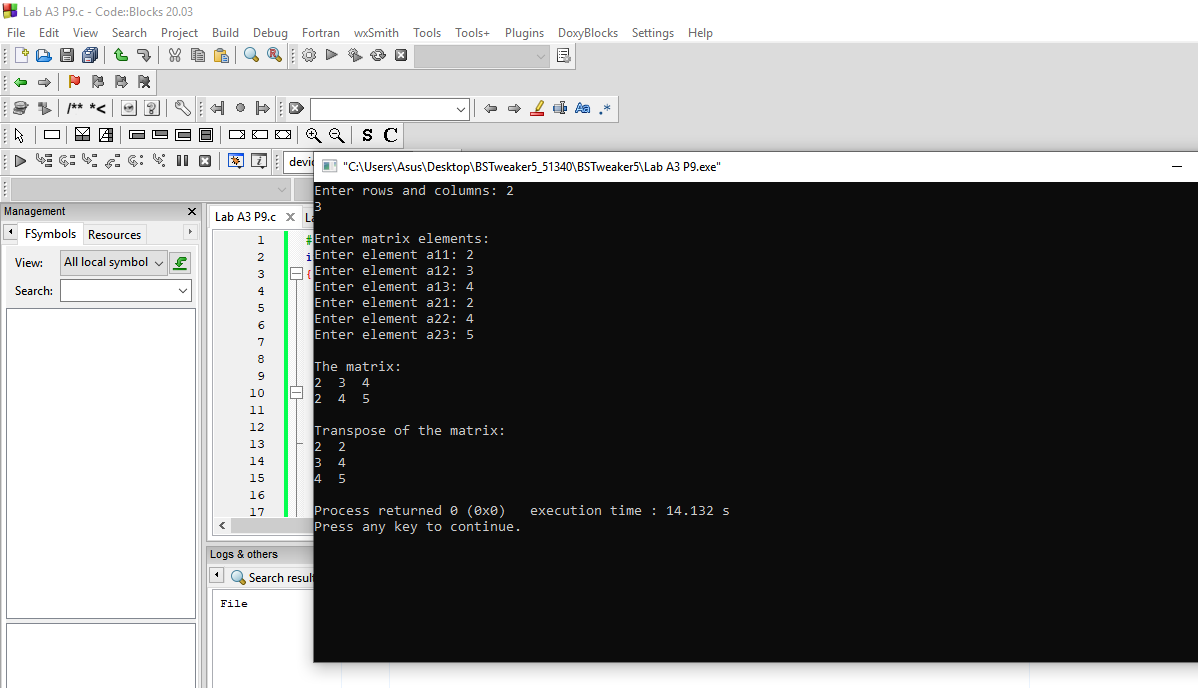 Lab A3 P9.c - Code::Blocks 20.03
File Edit View Search Project Build Debug Fortran wxSmith Tools Tools+ Plugins DoxyBlocks Settings Help
/** *<
Aa .*
S C
"C:\Users\Asus\Desktop\BSTweaker5_51340\BSTweaker5\Lab A3 P9.exe"
Management
FSymbols Resources
View: All local symbol
Search:
Lab A3 P9.c
1 #
2 i
3 {
4
5
6
7
8
9
10
11
12
13
14
15
16
17
Logs & others
File
Enter rows and columns: 2
3
Enter matrix elements:
Enter element a11: 2
Enter element a12: 3
Enter element a13: 4
Enter element a21: 2
Enter element a22: 4
Enter element a23: 5
The matrix:
2 3 4
2 4 5
Transpose of the matrix:
2 2
3 4
4 5
Process returned 0 (0x0) execution time : 14.132 s
Press any key to continue.